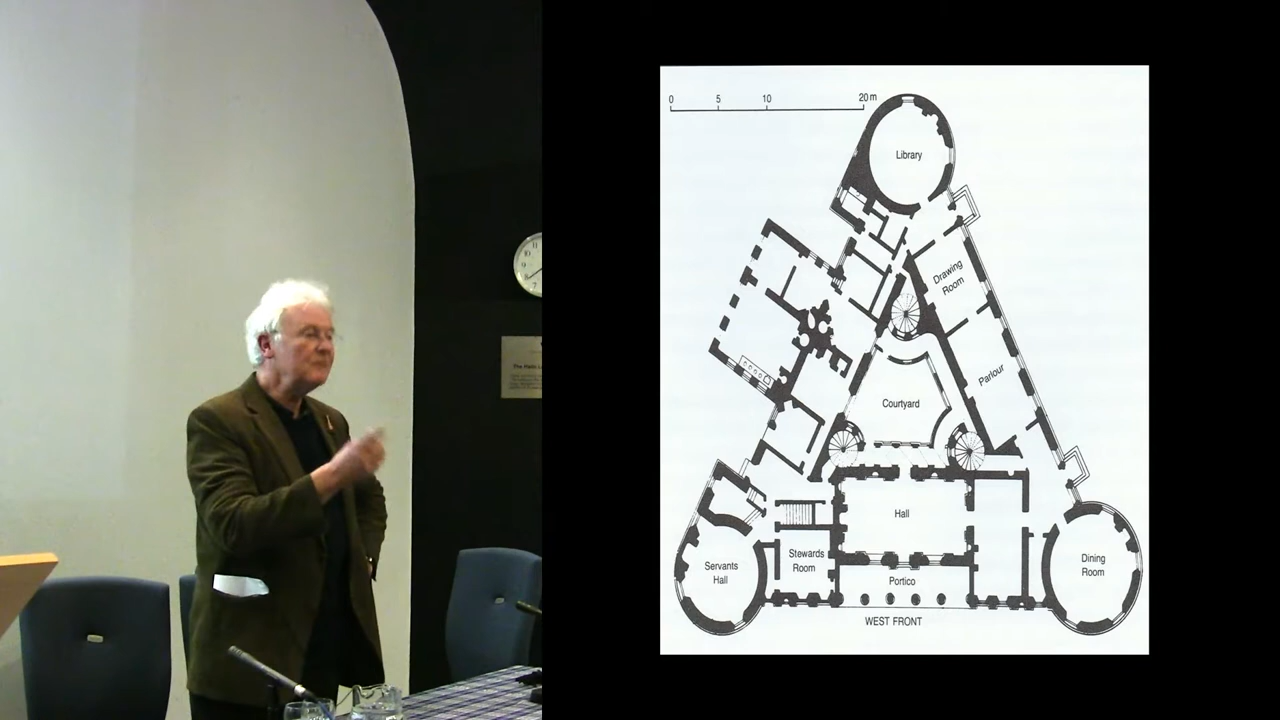 0 5 10 20 m
Library
Drawing
Room
Parlour
Courtyard
Hall
Stewards
Room
Servants
Hall
Dining
Room
Portico
WEST FRONT